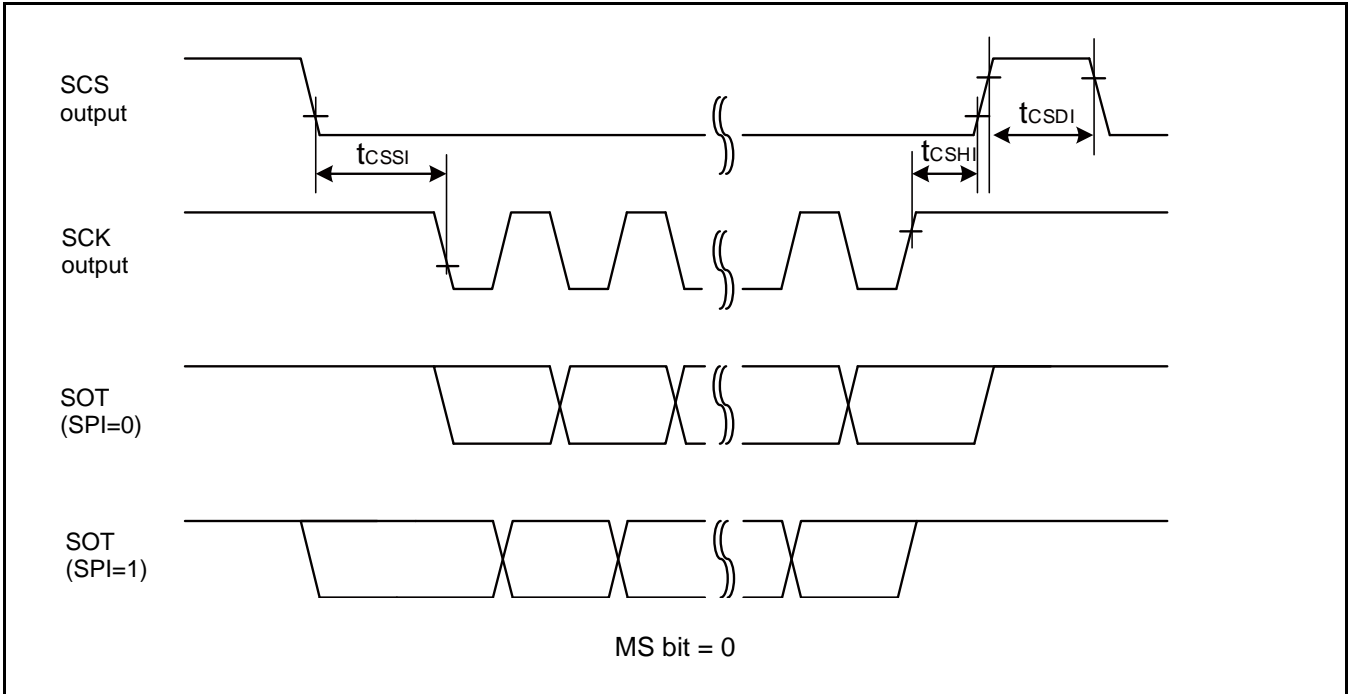 SCS
output
tCSDI
tCSSI
tCSHI
SCK
output
SOT
(SPI=0)
SOT
(SPI=1)
MS bit = 0